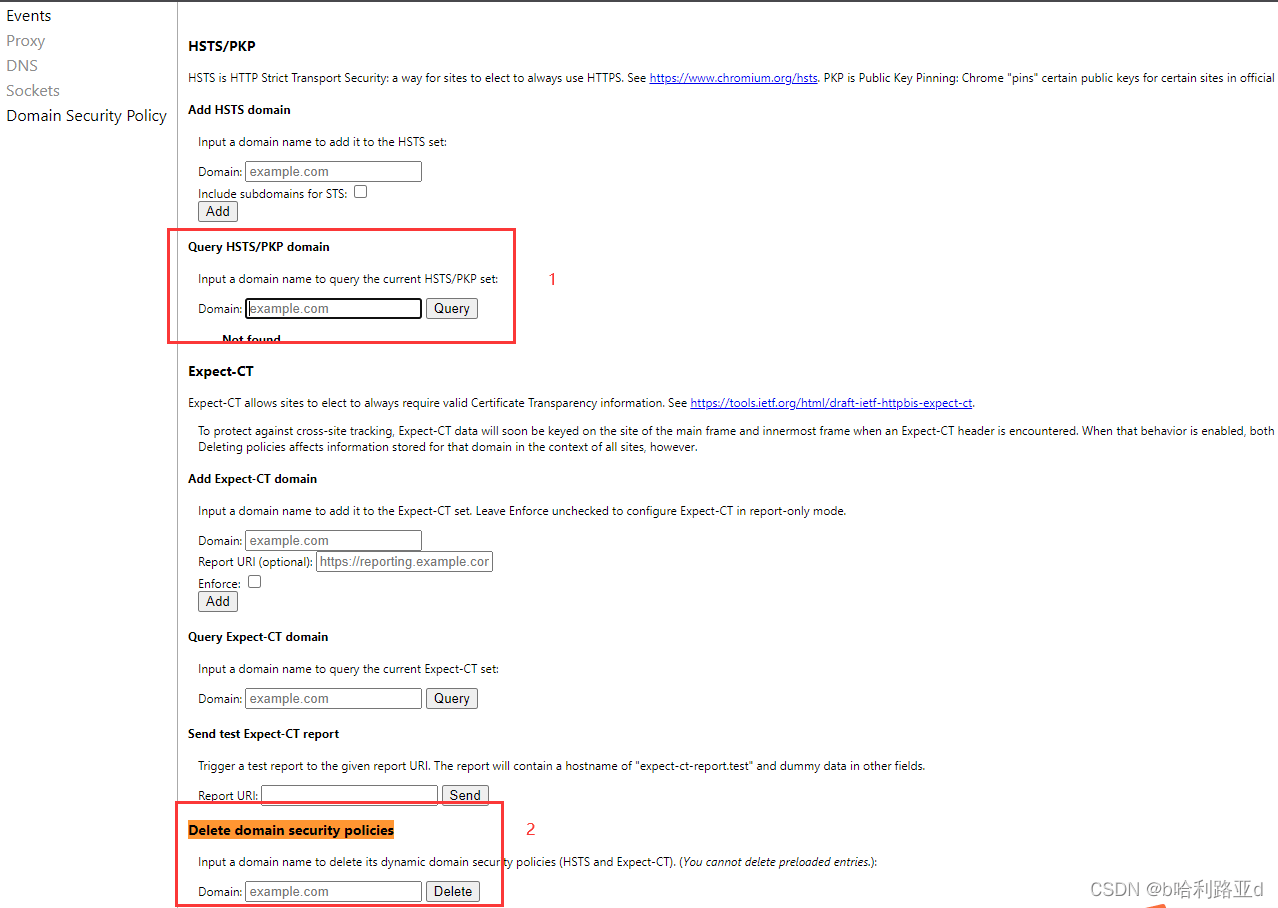 Events
Proxy
DNS
Sockets
Domain Security Policy
HSTS/PKP
HSTS is HTTP Strict Transport Security: a way for sites to elect to always use HTTPS. See https://www.chromium.org/hsts. PKP is Public Key Pinning: Chrome "pins" certain public keys for certain sites in official
Add HSTS domain
Input a domain name to add it to the HSTS set:
Domain: example.com
Include subdomains for STS:
Add
Query HSTS/PKP domain
Input a domain name to query the current HSTS/PKP set:
1
Domain: example.com Query
Not found
Expect-CT
Expect-CT allows sites to elect to always require valid Certificate Transparency information. See https://tools.ietf.org/html/draft-ietf-httpbis-expect-ct.
To protect against cross-site tracking, Expect-CT data will soon be keyed on the site of the main frame and innermost frame when an Expect-CT header is encountered. When that behavior is enabled, both
Deleting policies affects information stored for that domain in the context of all sites, however.
Add Expect-CT domain
Input a domain name to add it to the Expect-CT set. Leave Enforce unchecked to configure Expect-CT in report-only mode.
Domain: example.com
Report URI (optional): https://reporting.example.cor
Enforce:
Add
Query Expect-CT domain
Input a domain name to query the current Expect-CT set:
Domain: example.com Query
Send test Expect-CT report
Trigger a test report to the given report URI. The report will contain a hostname of "expect-ct-report.test" and dummy data in other fields.
Report URI: Send
Delete domain security policies
2
Input a domain name to delete its dynamic domain security policies (HSTS and Expect-CT). (You cannot delete preloaded entries.):
Domain: example.com Delete
CSDN @b哈利路亚d